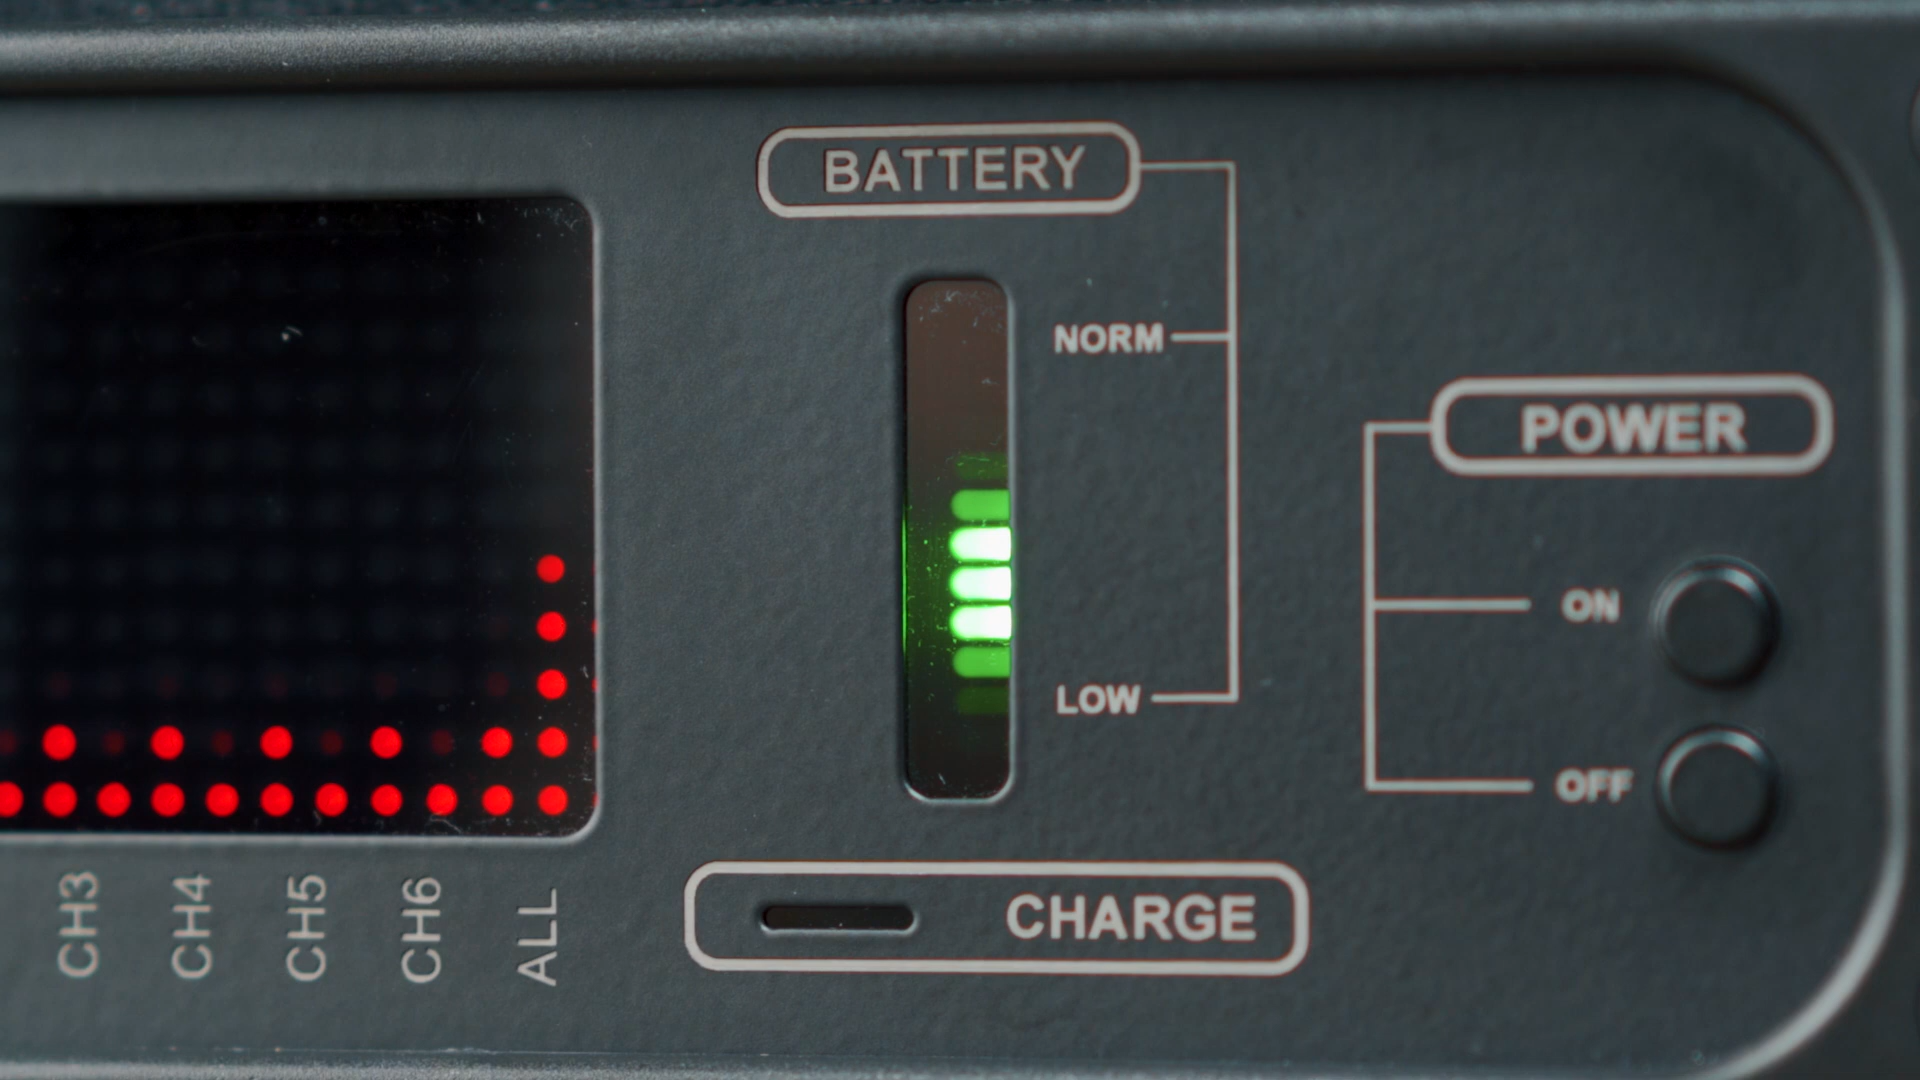 BATTERY
NORM
POWER
ON
LOW
OFF
CH3
CH4
CH5
CH6
ALL
CHARGE